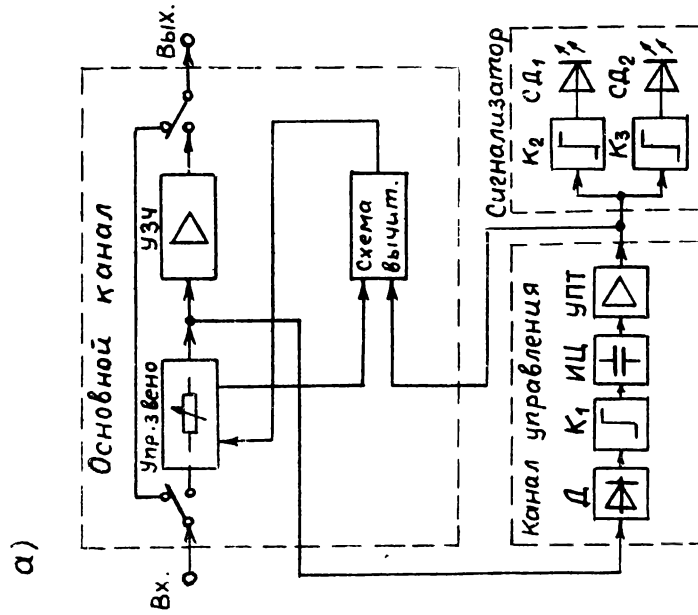 а)
Основной канал
Вх.
Упр. звено
УЗЧ
Вых.
Схема
вычит.
Канал управления
Д
К1
ИЦ
УПТ
Сигнализатор
К2
СД1
К3
СД2